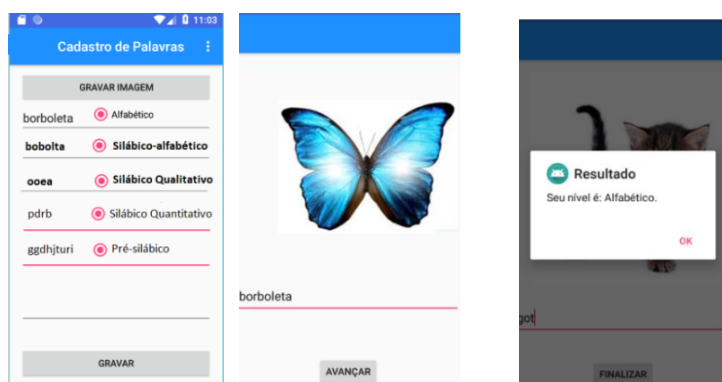 11:03
Cadastro de Palavras
GRAVAR IMAGEM
borboleta Alfabético
bobolta Silábico-alfabético
ooea Silábico Qualitativo
pdrb Silábico Quantitativo
ggdhjturi Pré-silábico
GRAVAR
borboleta
AVANÇAR
Resultado
Seu nível é: Alfabético.
OK
got
FINALIZAR